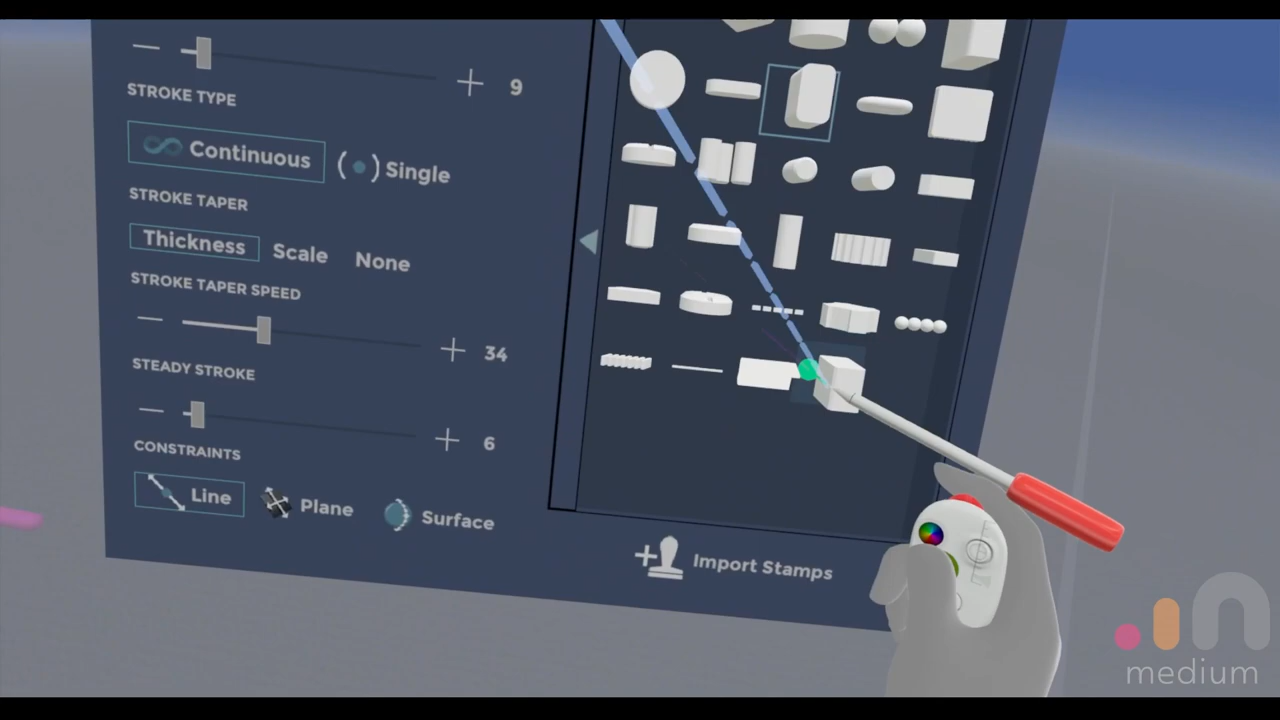 9
STROKE TYPE
Continuous Single
STROKE TAPER
Thickness Scale None
STROKE TAPER SPEED
34
STEADY STROKE
6
CONSTRAINTS
Line Plane Surface
Import Stamps
medium